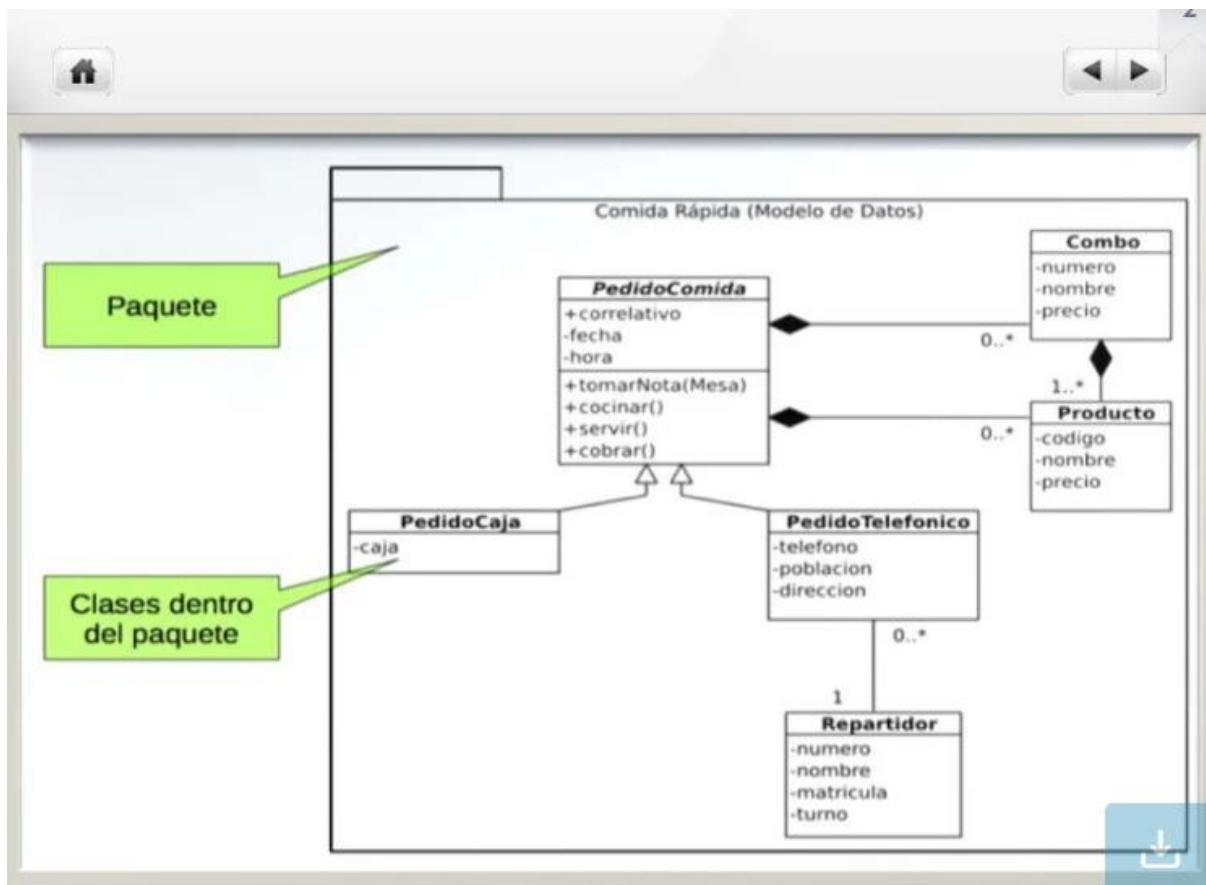 2
Comida Rápida (Modelo de Datos)
Paquete
PedidoComida
+correlativo
-fecha
-hora
+tomarNota(Mesa)
+cocinar()
+servir()
+cobrar()
Combo
-numero
-nombre
-precio
0..*
1..*
Producto
-codigo
-nombre
-precio
0..*
PedidoCaja
-caja
PedidoTelefonico
-telefono
-poblacion
-direccion
Clases dentro
del paquete
0..*
1
Repartidor
-numero
-nombre
-matricula
-turno